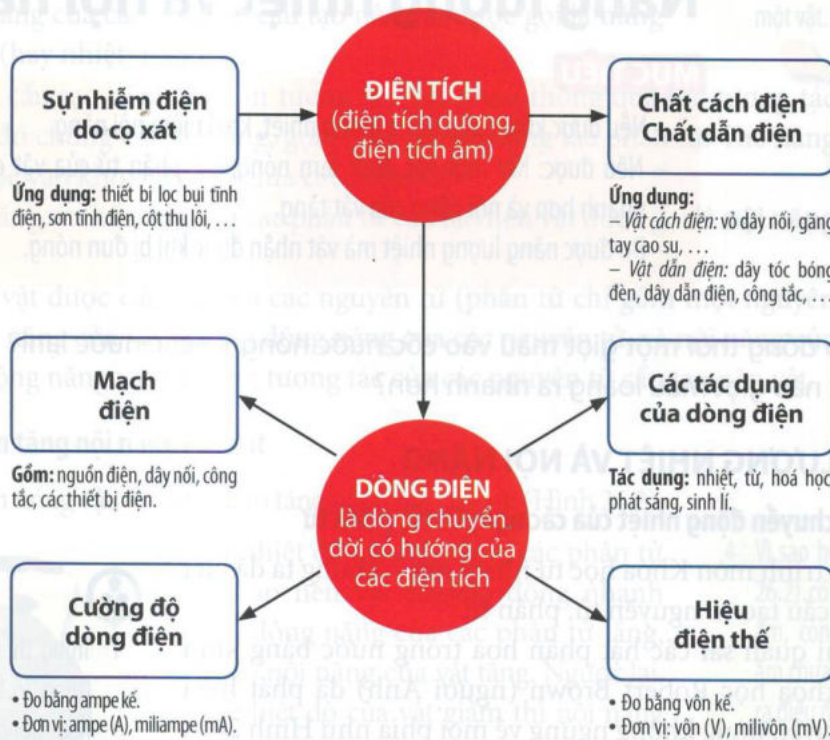 Sự nhiễm điện
do cọ xát
Ứng dụng: thiết bị lọc bụi tĩnh
điện, sơn tĩnh điện, cột thu lôi, …
ĐIỆN TÍCH
(điện tích dương,
điện tích âm)
Chất cách điện
Chất dẫn điện
Ứng dụng:
– Vật cách điện: vỏ dây nối, găng
tay cao su, …
– Vật dẫn điện: dây tóc bóng
đèn, dây dẫn điện, công tắc, …
Mạch
điện
Gồm: nguồn điện, dây nối, công
tắc, các thiết bị điện.
Các tác dụng
của dòng điện
Tác dụng: nhiệt, từ, hoá học
phát sáng, sinh lí.
DÒNG ĐIỆN
là dòng chuyển
dời có hướng của
các điện tích
Cường độ
dòng điện
• Đo bằng ampe kế.
• Đơn vị: ampe (A), miliampe (mA).
Hiệu
điện thế
• Đo bằng vôn kế.
• Đơn vị: vôn (V), milivôn (mV).